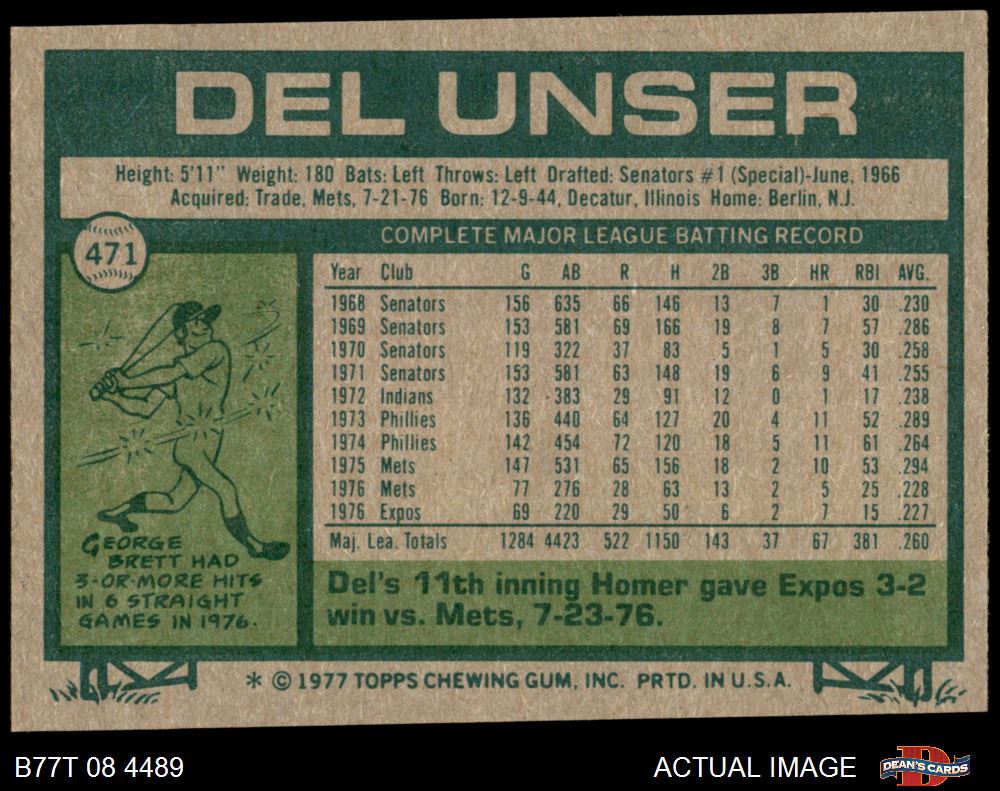 DEL UNSER
Height: 5'11" Weight: 180 Bats: Left Throws: Left Drafted: Senators #1 (Special)-June, 1966
Acquired: Trade, Mets, 7-21-76 Born: 12-9-44, Decatur, Illinois Home: Berlin, N.J.
471
COMPLETE MAJOR LEAGUE BATTING RECORD
Year Club G AB R H 2B 3B HR RBI AVG.
1968 Senators 156 635 66 146 13 7 1 30 .230
1969 Senators 153 581 69 166 19 8 7 57 .286
1970 Senators 119 322 37 83 5 1 5 30 .258
1971 Senators 153 581 63 148 19 6 9 41 .255
1972 Indians 132 383 29 91 12 0 1 17 .238
1973 Phillies 136 440 64 127 20 4 11 52 .289
1974 Phillies 142 454 72 120 18 5 11 61 .264
1975 Mets 147 531 65 156 18 2 10 53 .294
1976 Mets 77 276 28 63 13 2 5 25 .228
1976 Expos 69 220 29 50 6 2 7 15 .227
Maj. Lea. Totals 1284 4423 522 1150 143 37 67 381 .260
GEORGE
BRETT HAD
3-OR-MORE HITS
IN 6 STRAIGHT
GAMES IN 1976.
Del's 11th inning Homer gave Expos 3-2
win vs. Mets, 7-23-76.
* © 1977 TOPPS CHEWING GUM, INC. PRTD. IN U.S.A.
B77T 08 4489
ACTUAL IMAGE
D
DEAN'S CARDS